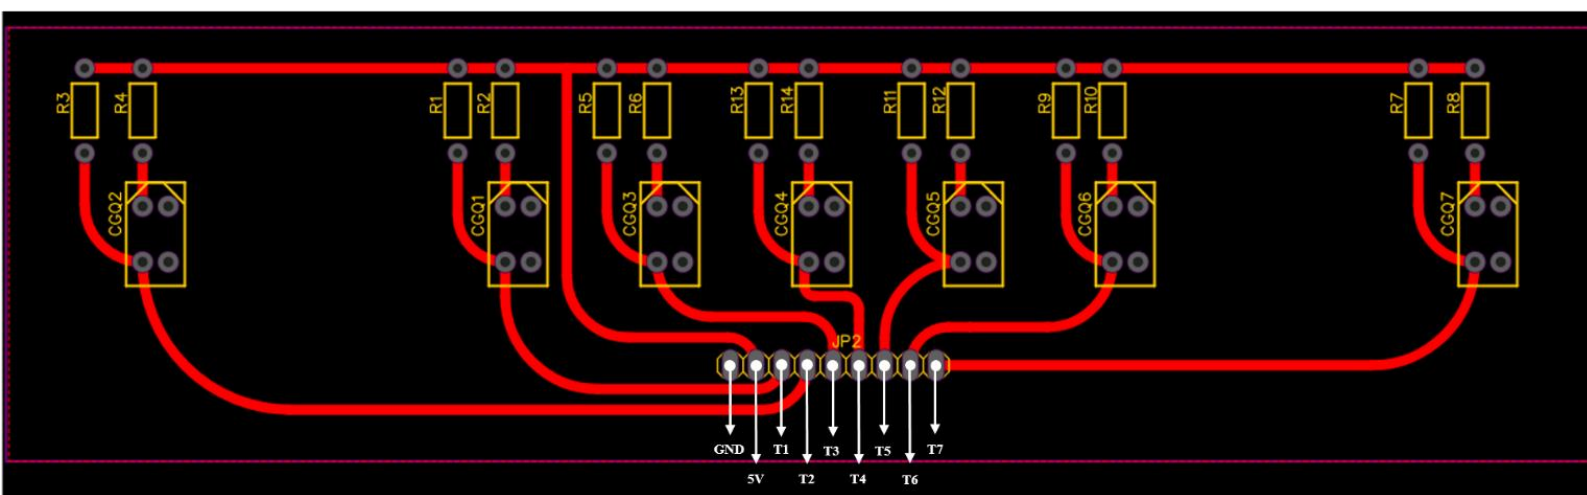 R3
R4
R1
R2
R5
R6
R13
R14
R11
R12
R9
R10
R7
R8
CGQ2
CGQ1
CGQ3
CGQ4
CGQ5
CGQ6
CGQ7
JP2
GND
T1
T3
T5
T7
5V
T2
T4
T6